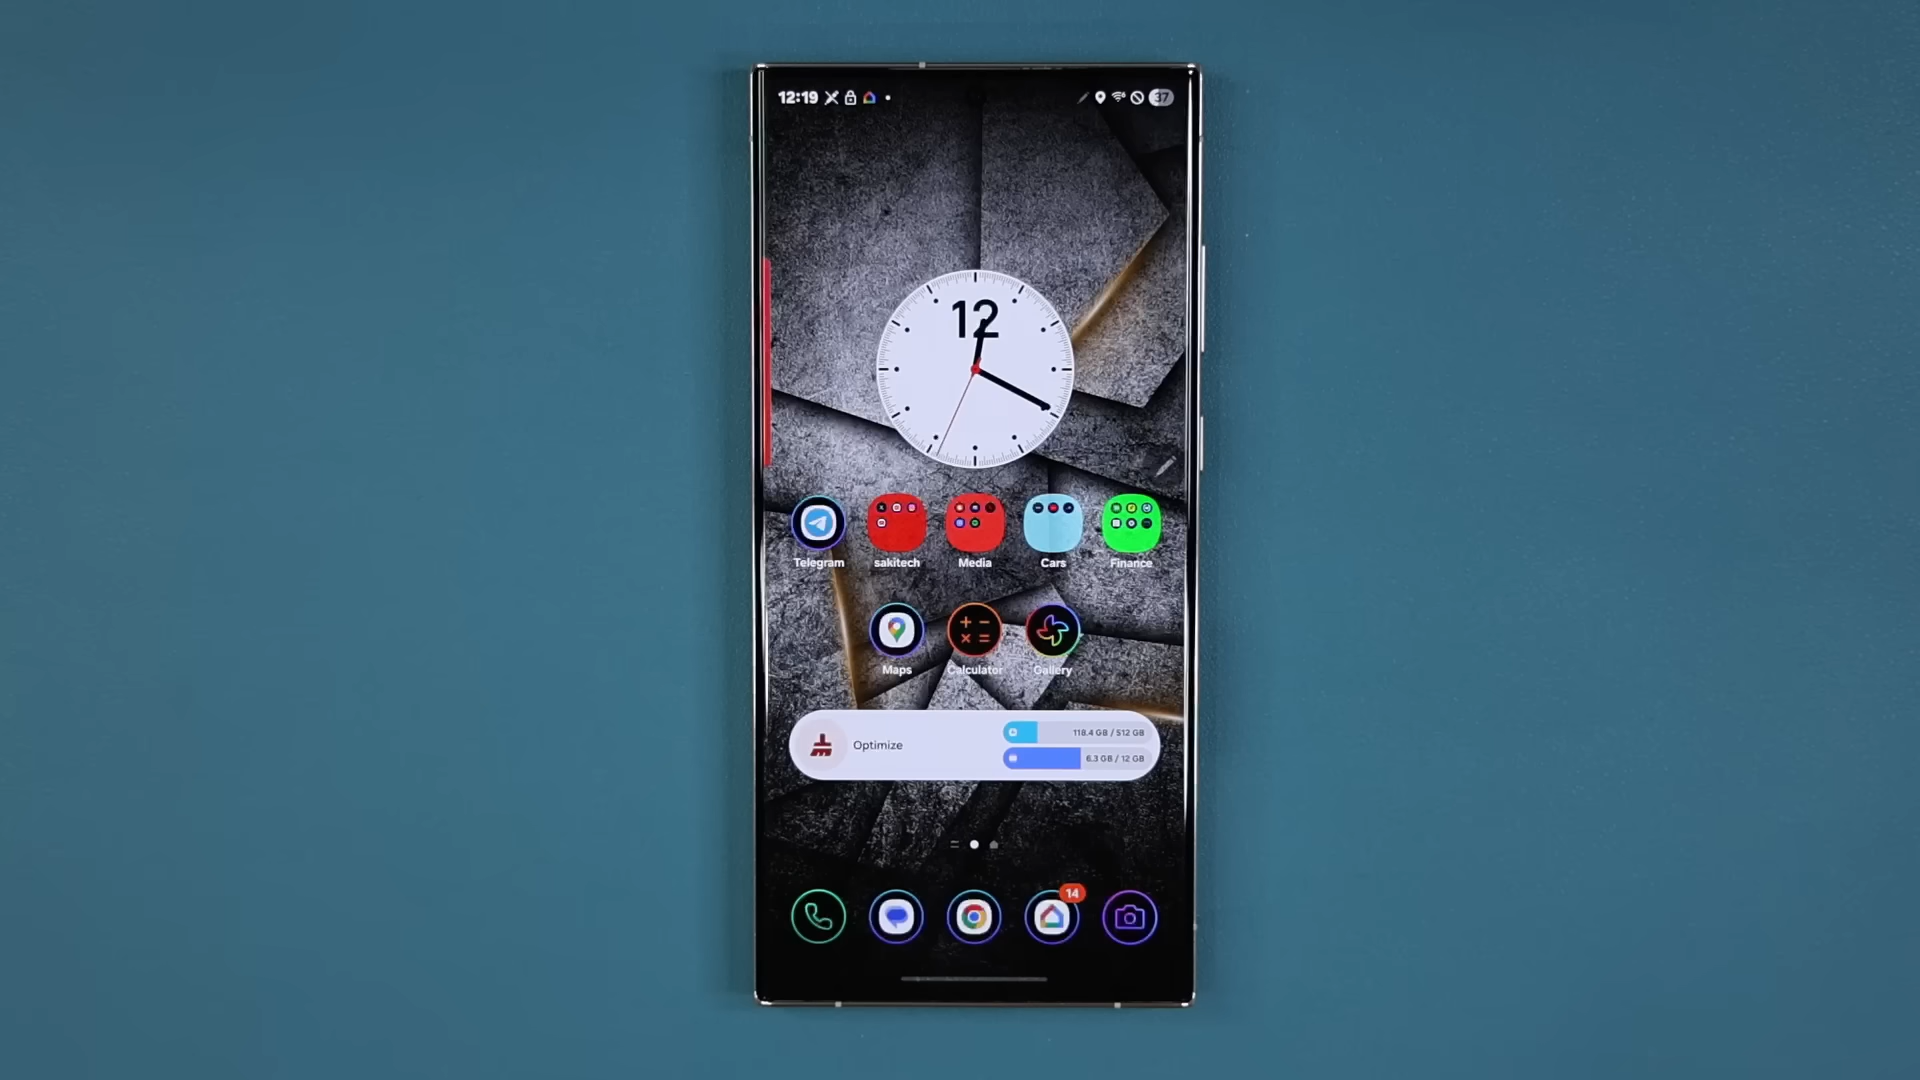 12:19 37
12
Telegram sakitech Media Cars Finance
Maps Calculator Gallery
Optimize
118.4 GB / 512 GB
6.3 GB / 12 GB
14